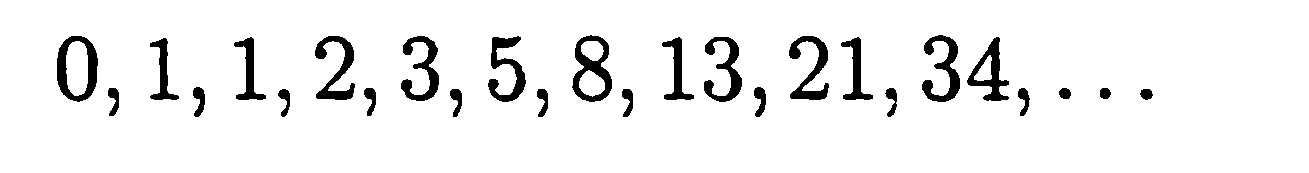 0, 1, 1, 2, 3, 5, 8, 13, 21, 34, . . .